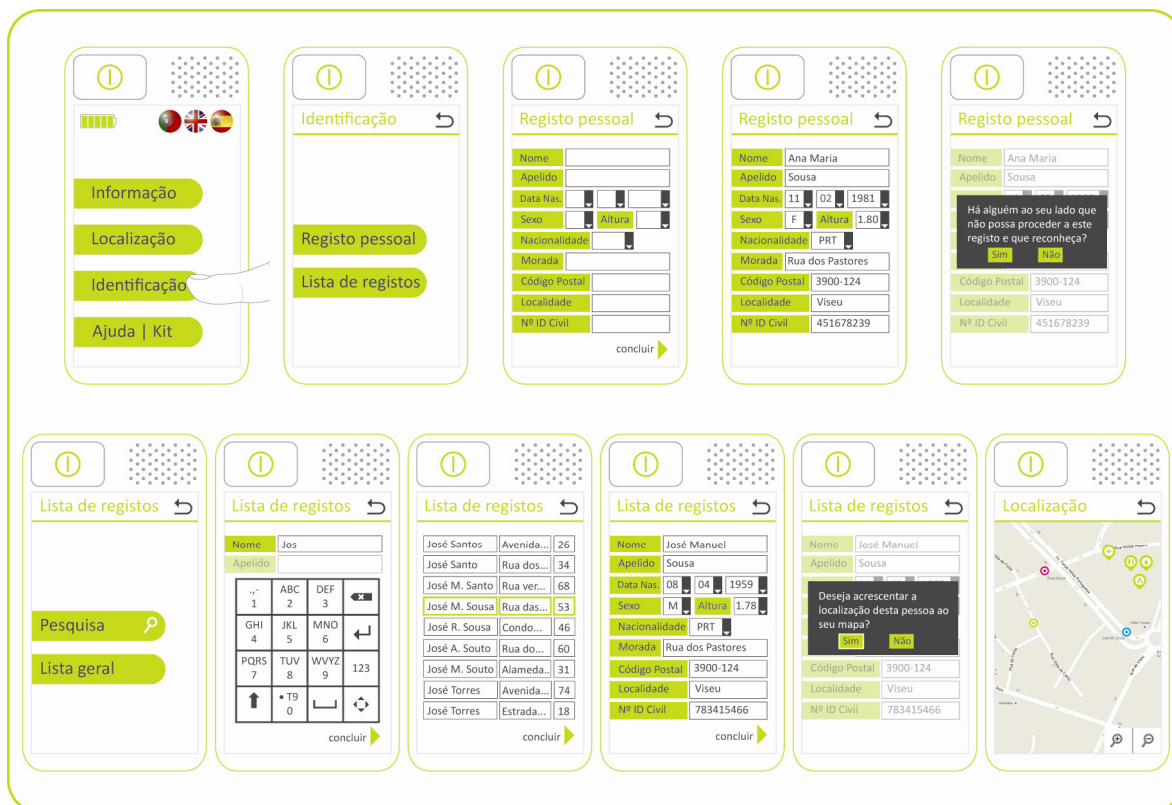 Informação
Localização
Identificação
Ajuda | Kit
Identificação
Registo pessoal
Lista de registos
Registo pessoal
Nome
Apelido
Data Nas.
Sexo Altura
Nacionalidade
Morada
Código Postal
Localidade
Nº ID Civil
concluir
Registo pessoal
Nome Ana Maria
Apelido Sousa
Data Nas. 11 02 1981
Sexo F Altura 1.80
Nacionalidade PRT
Morada Rua dos Pastores
Código Postal 3900-124
Localidade Viseu
Nº ID Civil 451678239
Registo pessoal
Nome Ana Maria
Apelido Sousa
Há alguém ao seu lado que
não possa proceder a este
registo e que reconheça?
Sim Não
Código Postal 3900-124
Localidade Viseu
Nº ID Civil 451678239
Lista de registos
Pesquisa
Lista geral
Lista de registos
Nome Jos
Apelido
.,- ABC DEF
1 2 3
GHI JKL MNO
4 5 6
PQRS TUV WVYZ 123
7 8 9
• T9
0
concluir
Lista de registos
José Santos Avenida... 26
José Santo Rua dos... 34
José M. Santo Rua ver... 68
José M. Sousa Rua das... 53
José R. Sousa Condo... 46
José A. Souto Rua do... 60
José M. Souto Alameda.. 31
José Torres Avenida... 74
José Torres Estrada... 18
concluir
Lista de registos
Nome José Manuel
Apelido Sousa
Data Nas. 08 04 1959
Sexo M Altura 1.78
Nacionalidade PRT
Morada Rua dos Pastores
Código Postal 3900-124
Localidade Viseu
Nº ID Civil 783415466
concluir
Lista de registos
Nome José Manuel
Apelido Sousa
Deseja acrescentar a
localização desta pessoa ao
seu mapa?
Sim Não
Código Postal 3900-124
Localidade Viseu
Nº ID Civil 783415466
Localização